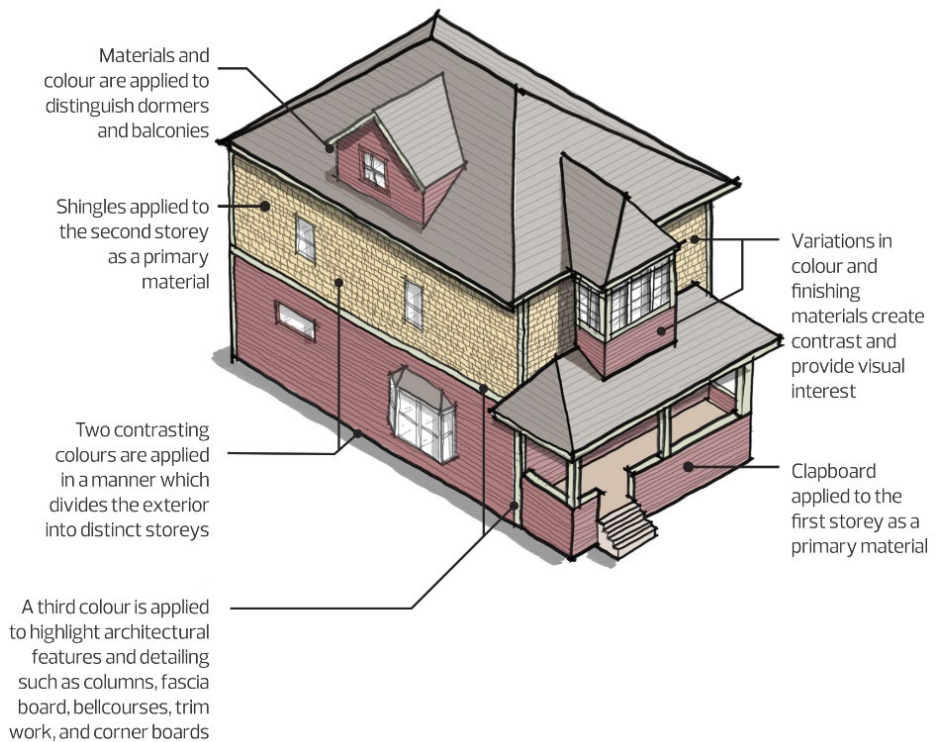 Materials and
colour are applied to
distinguish dormers
and balconies
Shingles applied to
the second storey
as a primary
material
Two contrasting
colours are applied
in a manner which
divides the exterior
into distinct storeys
A third colour is applied
to highlight architectural
features and detailing
such as columns, fascia
board, bellcourses, trim
work, and corner boards
Variations in
colour and
finishing
materials create
contrast and
provide visual
interest
Clapboard
applied to the
first storey as a
primary material